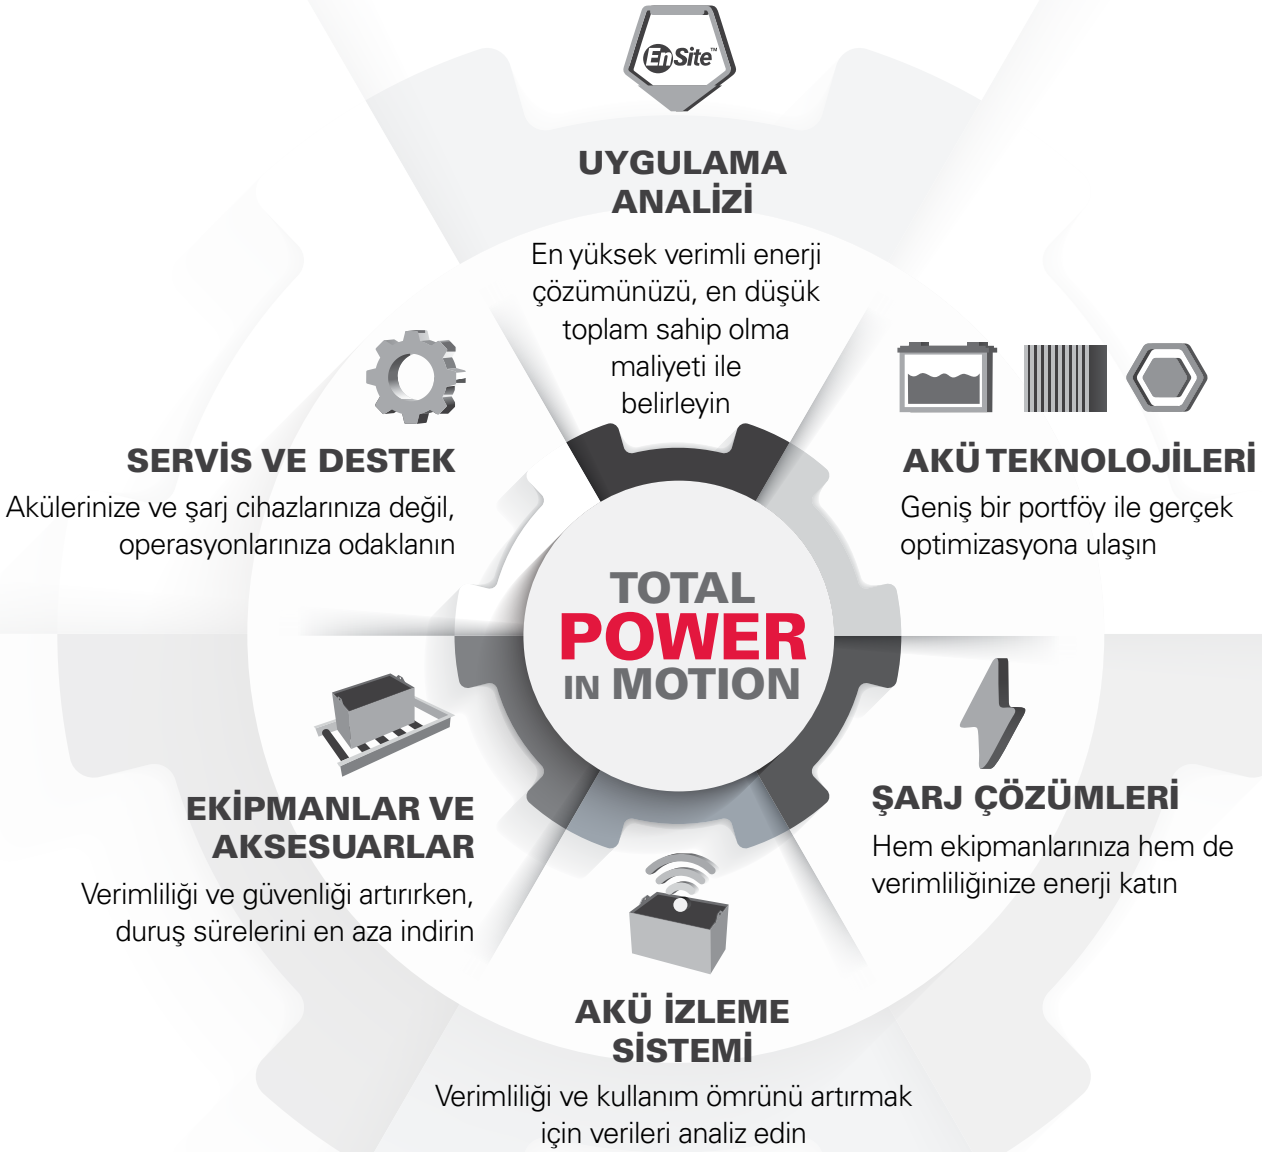 EnSite™
UYGULAMA
ANALİZİ
En yüksek verimli enerji
çözümünüzü, en düşük
toplam sahip olma
maliyeti ile
belirleyin
AKÜ TEKNOLOJİLERİ
Geniş bir portföy ile gerçek
optimizasyona ulaşın
ŞARJ ÇÖZÜMLERİ
Hem ekipmanlarınıza hem de
verimliliğinize enerji katın
AKÜ İZLEME
SİSTEMİ
Verimliliği ve kullanım ömrünü artırmak
için verileri analiz edin
EKİPMANLAR VE
AKSESUARLAR
Verimliliği ve güvenliği artırırken,
duruş sürelerini en aza indirin
SERVİS VE DESTEK
Akülerinize ve şarj cihazlarınıza değil,
operasyonlarınıza odaklanın
TOTAL
POWER
IN MOTION